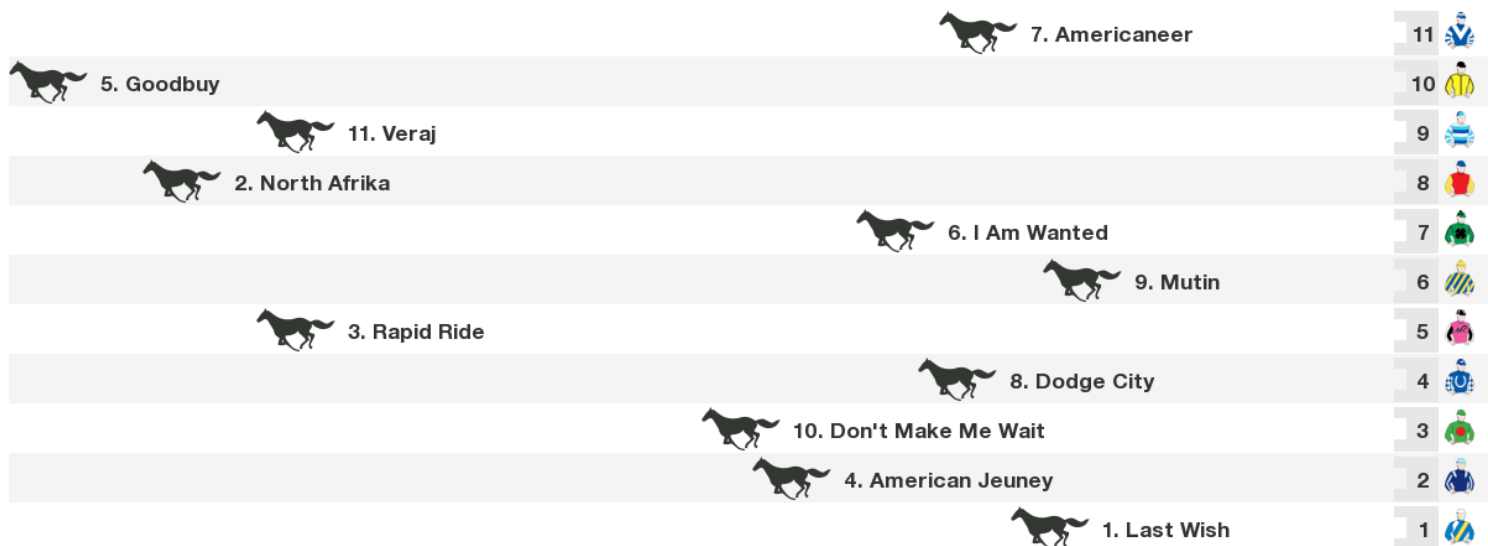 7. Americaneer 11
5. Goodbuy 10
11. Veraj 9
2. North Afrika 8
6. I Am Wanted 7
9. Mutin 6
3. Rapid Ride 5
8. Dodge City 4
10. Don't Make Me Wait 3
4. American Jeuney 2
1. Last Wish 1